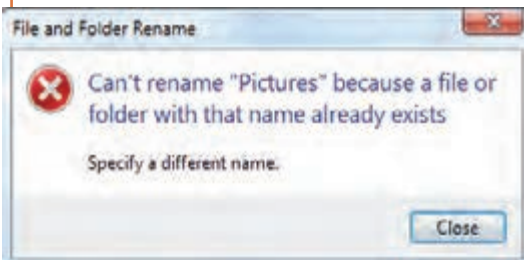 File and Folder Rename
Can't rename "Pictures" because a file or
folder with that name already exists
Specify a different name.
Close